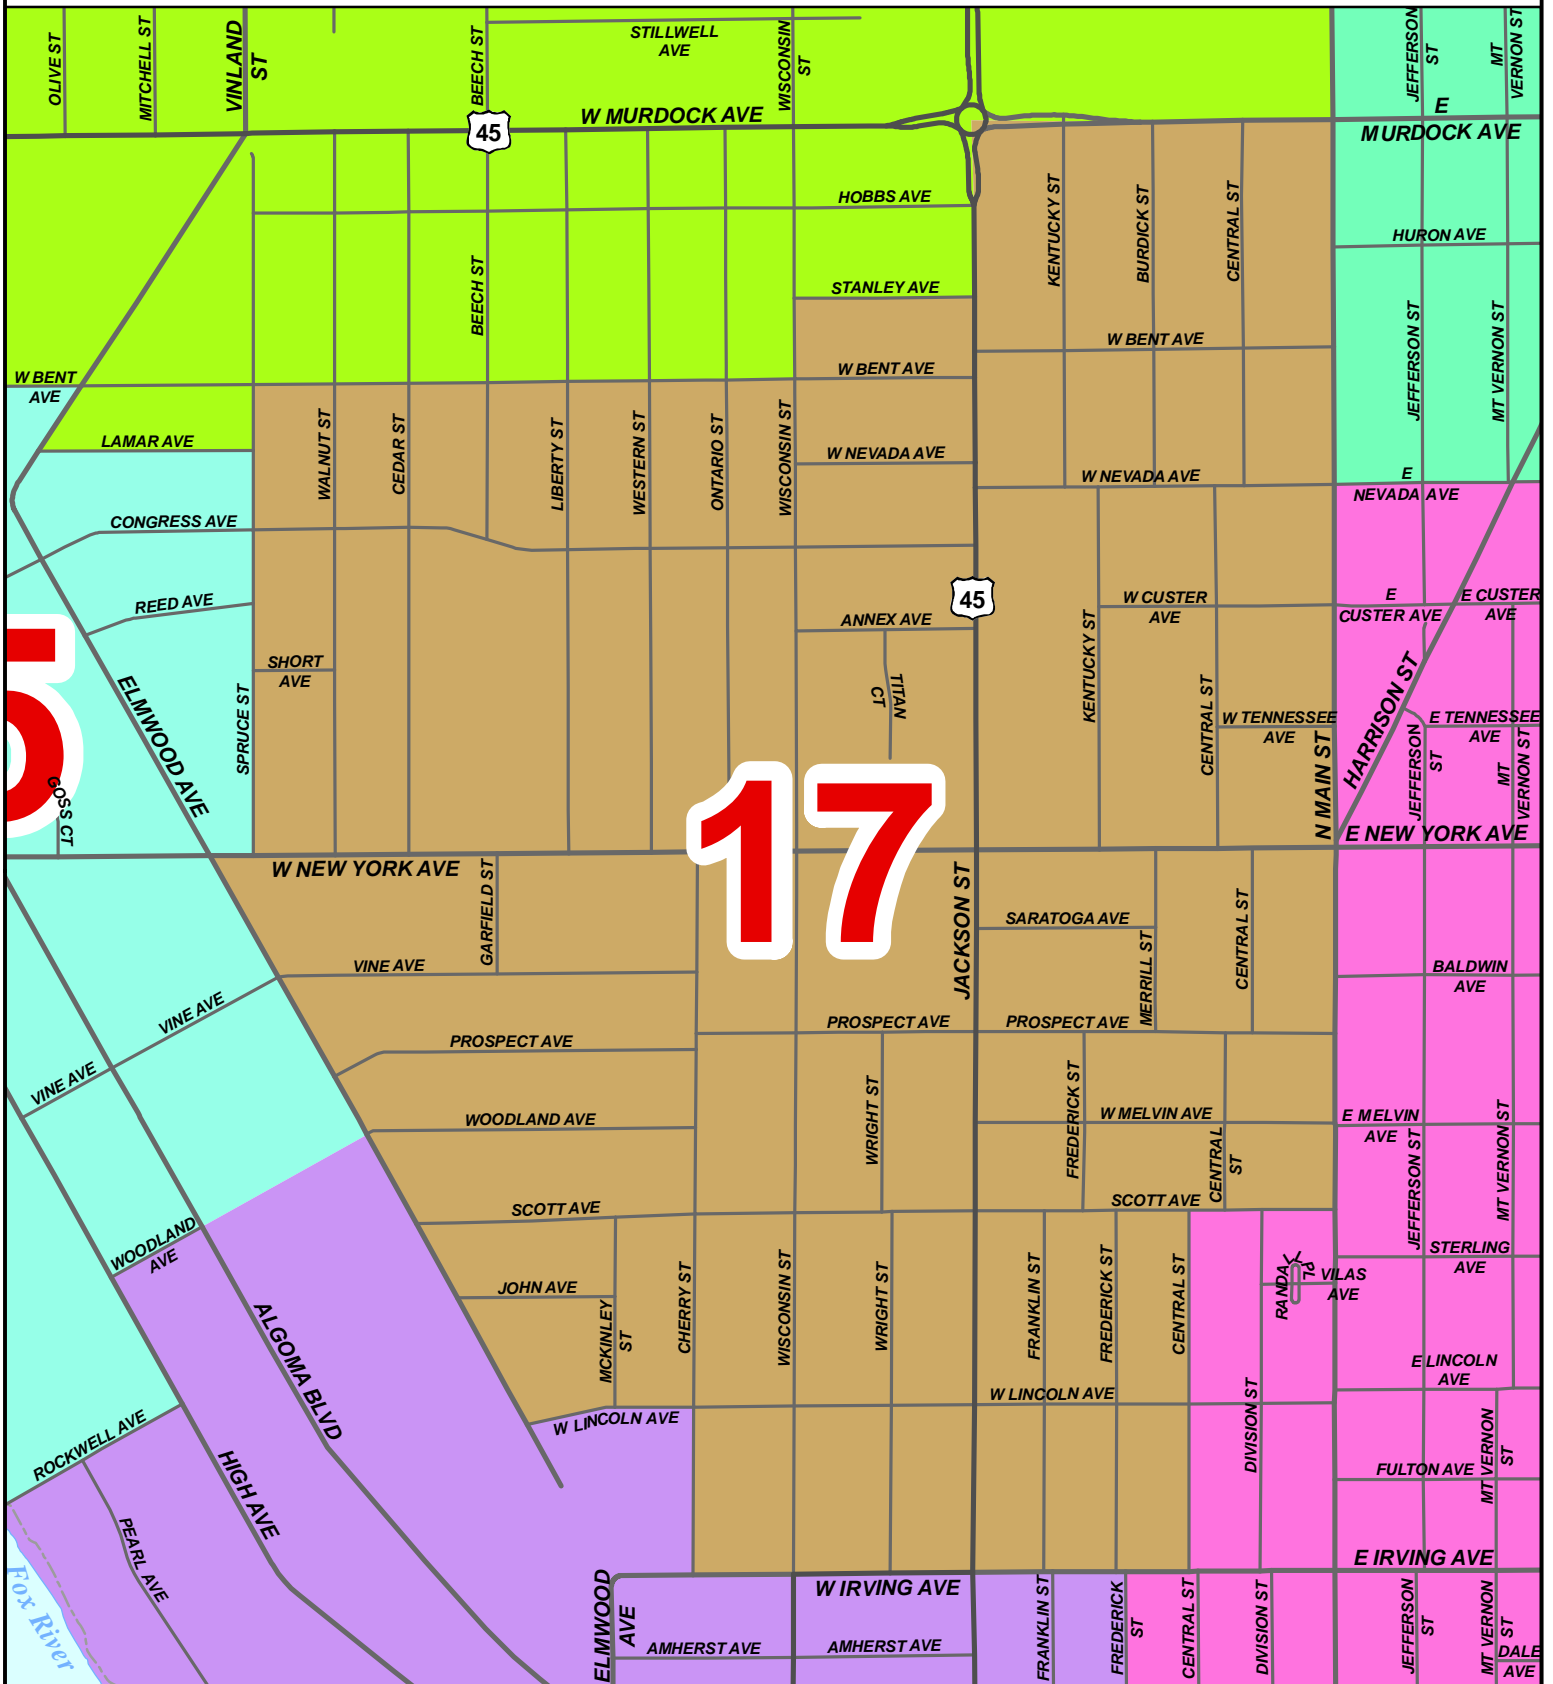 OLIVE ST
MITCHELL ST
VINLAND
ST
BEECH ST
STILLWELL
AVE
WISCONSIN
ST
JEFFERSON
ST
MT
VERNON ST
W MURDOCK AVE
45
E
MURDOCK AVE
HOBBS AVE
KENTUCKY ST
BURDICK ST
CENTRAL ST
HURON AVE
BEECH ST
STANLEY AVE
JEFFERSON ST
MT VERNON ST
W BENT AVE
W BENT
AVE
W BENT AVE
LAMAR AVE
WALNUT ST
CEDAR ST
LIBERTY ST
WESTERN ST
ONTARIO ST
WISCONSIN ST
W NEVADA AVE
W NEVADA AVE
E
NEVADA AVE
CONGRESS AVE
REED AVE
45
W CUSTER
AVE
E
CUSTER AVE
E CUSTER
AVE
ANNEX AVE
KENTUCKY ST
5
SHORT
AVE
SPRUCE ST
ELMWOOD AVE
TITAN
CT
CENTRAL ST
W TENNESSEE
AVE
N MAIN ST
HARRISON ST
JEFFERSON
ST
E TENNESSEE
AVE
MT
VERNON ST
GOSS CT
17
W NEW YORK AVE
E NEW YORK AVE
GARFIELD ST
JACKSON ST
SARATOGA AVE
MERRILL ST
CENTRAL ST
VINE AVE
BALDWIN
AVE
VINE AVE
PROSPECT AVE
PROSPECT AVE
PROSPECT AVE
VINE AVE
WOODLAND AVE
WRIGHT ST
FREDERICK ST
W MELVIN AVE
CENTRAL
ST
E MELVIN
AVE
JEFFERSON ST
MT VERNON ST
SCOTT AVE
SCOTT AVE
WOODLAND
AVE
STERLING
AVE
JOHN AVE
MCKINLEY
ST
CHERRY ST
WISCONSIN ST
WRIGHT ST
FRANKLIN ST
FREDERICK ST
CENTRAL ST
RANDALL PL
VILAS
AVE
ALGOMA BLVD
E LINCOLN
AVE
W LINCOLN AVE
W LINCOLN AVE
DIVISION ST
ROCKWELL AVE
HIGH AVE
FULTON AVE
MT VERNON
ST
PEARL AVE
Fox River
E IRVING AVE
W IRVING AVE
ELMWOOD
AVE
AMHERST AVE
AMHERST AVE
FRANKLIN ST
FREDERICK
ST
CENTRAL ST
DIVISION ST
JEFFERSON
ST
MT VERNON
ST
DALE
AVE